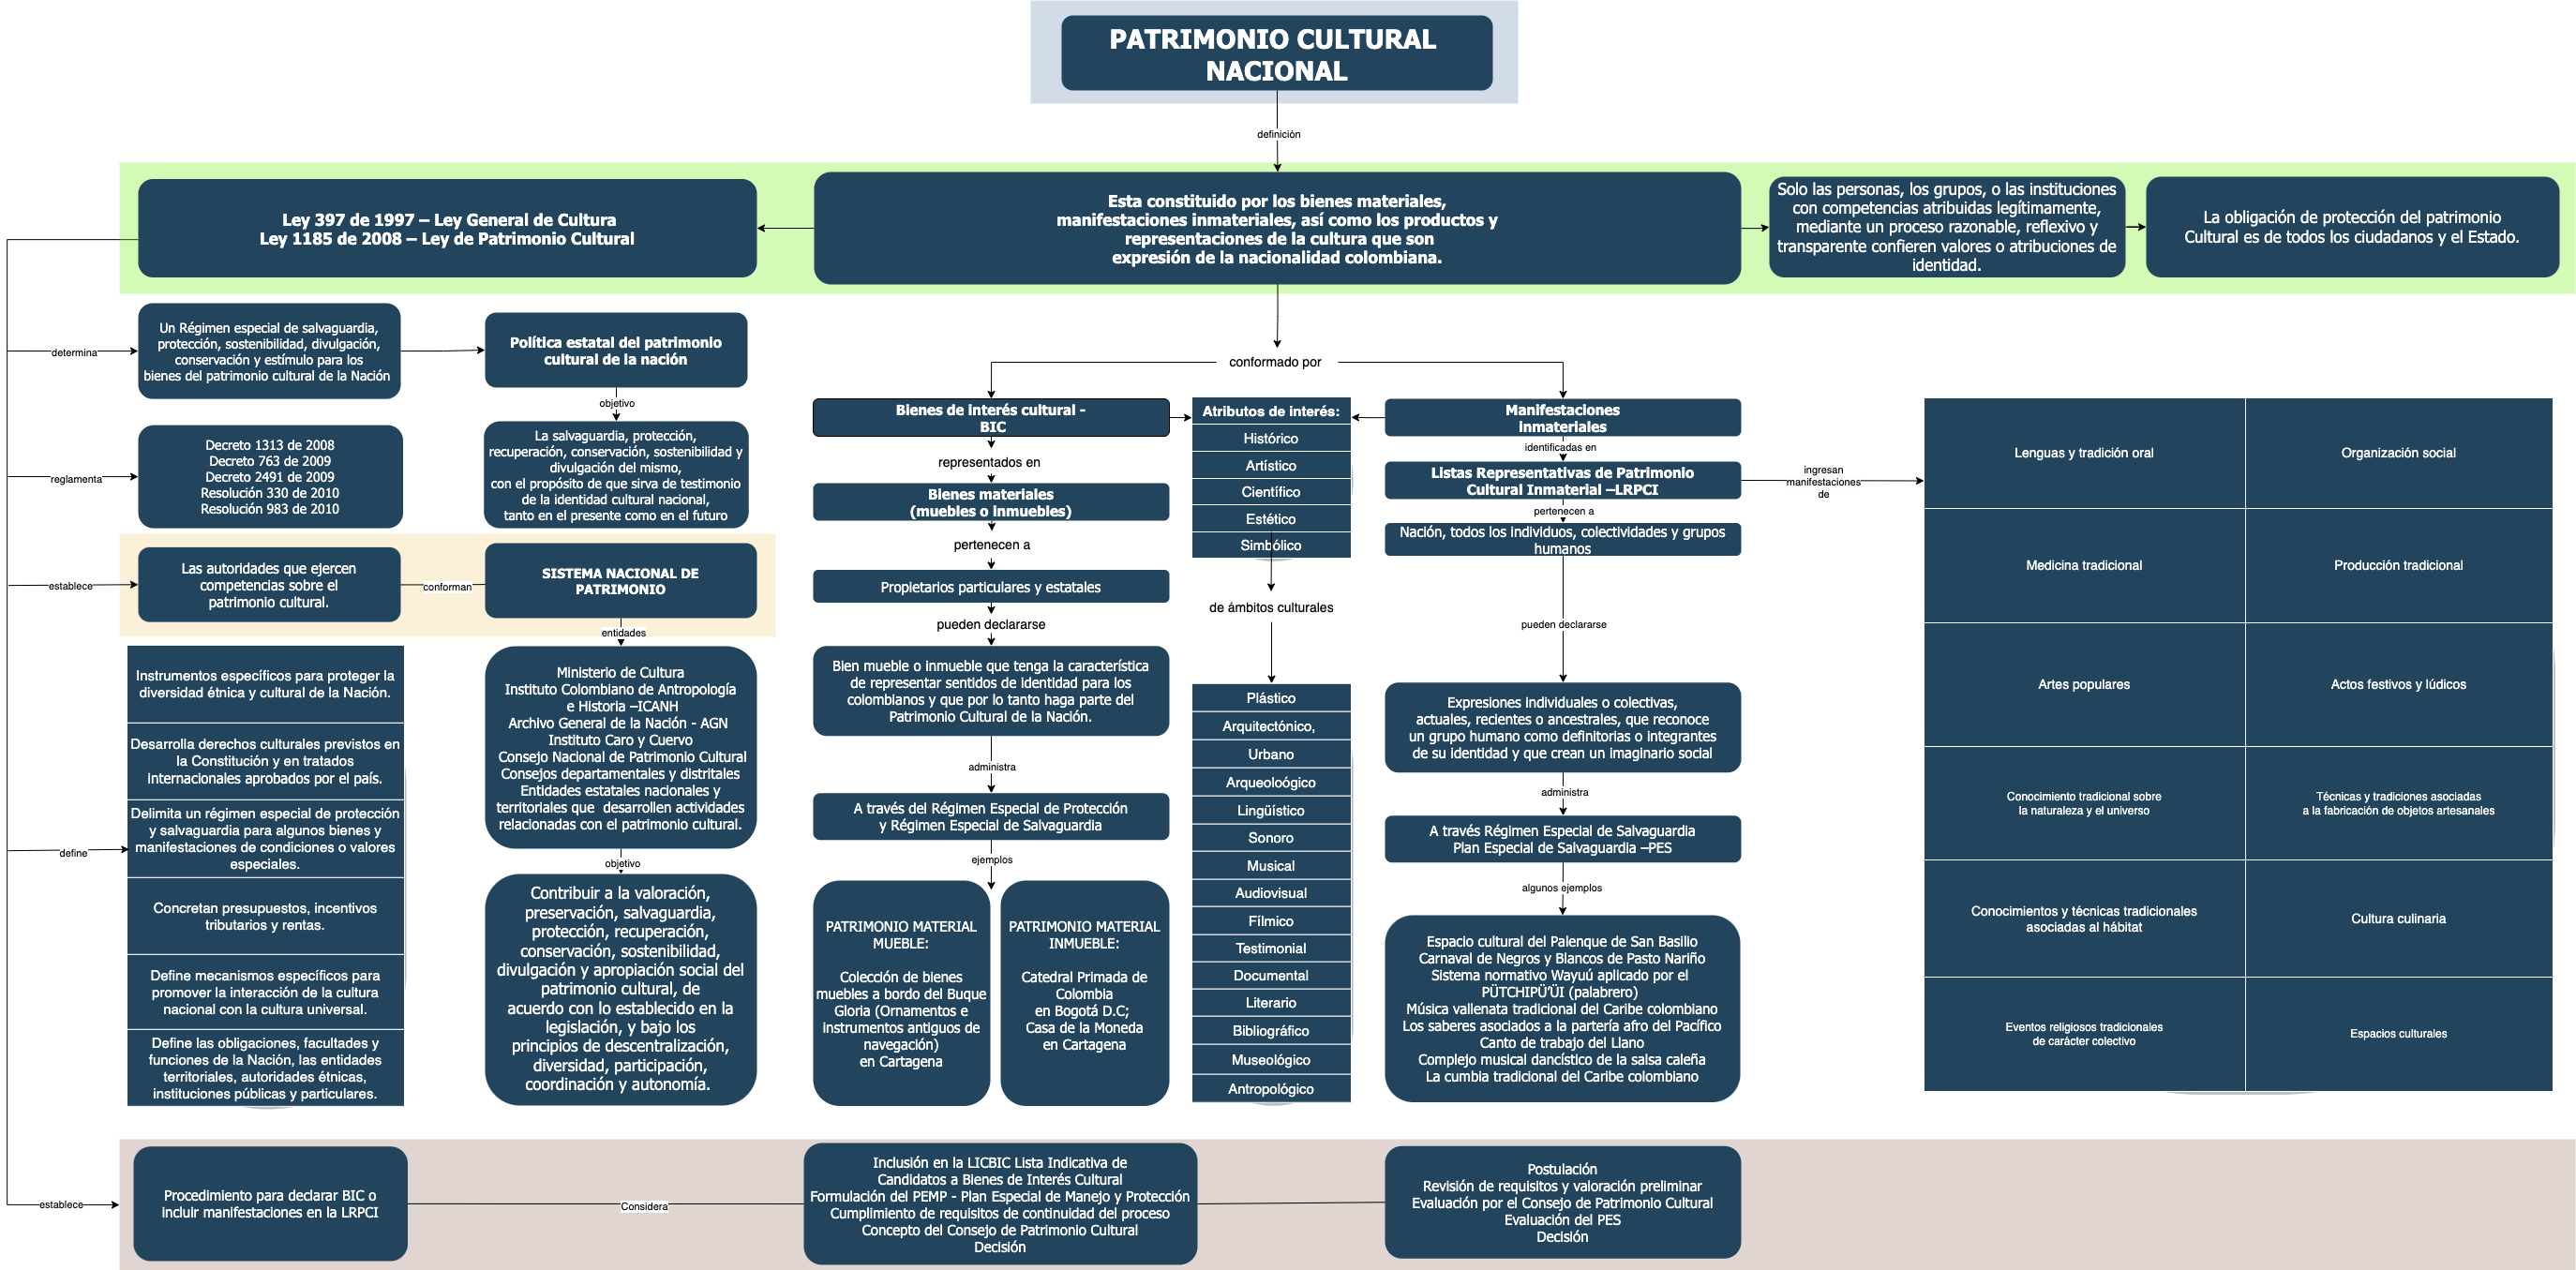 PATRIMONIO CULTURAL
NACIONAL
definición
Ley 397 de 1997 – Ley General de Cultura
Ley 1185 de 2008 – Ley de Patrimonio Cultural
Esta constituido por los bienes materiales,
manifestaciones inmateriales, así como los productos y
representaciones de la cultura que son
expresión de la nacionalidad colombiana.
Solo las personas, los grupos, o las instituciones
con competencias atribuidas legítimamente,
mediante un proceso razonable, reflexivo y
transparente confieren valores o atribuciones de
identidad.
La obligación de protección del patrimonio
Cultural es de todos los ciudadanos y el Estado.
determina
Un Régimen especial de salvaguardia,
protección, sostenibilidad, divulgación,
conservación y estímulo para los
bienes del patrimonio cultural de la Nación
Política estatal del patrimonio
cultural de la nación
objetivo
La salvaguardia, protección,
recuperación, conservación, sostenibilidad y
divulgación del mismo,
con el propósito de que sirva de testimonio
de la identidad cultural nacional,
tanto en el presente como en el futuro
reglamenta
Decreto 1313 de 2008
Decreto 763 de 2009
Decreto 2491 de 2009
Resolución 330 de 2010
Resolución 983 de 2010
establece
Las autoridades que ejercen
competencias sobre el
patrimonio cultural.
conforman
SISTEMA NACIONAL DE
PATRIMONIO
entidades
Ministerio de Cultura
Instituto Colombiano de Antropología
e Historia –ICANH
Archivo General de la Nación - AGN
Instituto Caro y Cuervo
Consejo Nacional de Patrimonio Cultural
Consejos departamentales y distritales
Entidades estatales nacionales y
territoriales que desarrollen actividades
relacionadas con el patrimonio cultural.
objetivo
Contribuir a la valoración,
preservación, salvaguardia,
protección, recuperación,
conservación, sostenibilidad,
divulgación y apropiación social del
patrimonio cultural, de
acuerdo con lo establecido en la
legislación, y bajo los
principios de descentralización,
diversidad, participación,
coordinación y autonomía.
define
Instrumentos específicos para proteger la
diversidad étnica y cultural de la Nación.
Desarrolla derechos culturales previstos en
la Constitución y en tratados
internacionales aprobados por el país.
Delimita un régimen especial de protección
y salvaguardia para algunos bienes y
manifestaciones de condiciones o valores
especiales.
Concretan presupuestos, incentivos
tributarios y rentas.
Define mecanismos específicos para
promover la interacción de la cultura
nacional con la cultura universal.
Define las obligaciones, facultades y
funciones de la Nación, las entidades
territoriales, autoridades étnicas,
instituciones públicas y particulares.
conformado por
Bienes de interés cultural -
BIC
representados en
Bienes materiales
(muebles o inmuebles)
pertenecen a
Propietarios particulares y estatales
pueden declararse
Bien mueble o inmueble que tenga la característica
de representar sentidos de identidad para los
colombianos y que por lo tanto haga parte del
Patrimonio Cultural de la Nación.
administra
A través del Régimen Especial de Protección
y Régimen Especial de Salvaguardia
ejemplos
PATRIMONIO MATERIAL
MUEBLE:
Colección de bienes
muebles a bordo del Buque
Gloria (Ornamentos e
instrumentos antiguos de
navegación)
en Cartagena
PATRIMONIO MATERIAL
INMUEBLE:
Catedral Primada de
Colombia
en Bogotá D.C;
Casa de la Moneda
en Cartagena
Atributos de interés:
Histórico
Artístico
Científico
Estético
Simbólico
de ámbitos culturales
Plástico
Arquitectónico,
Urbano
Arqueoloógico
Lingüístico
Sonoro
Musical
Audiovisual
Fílmico
Testimonial
Documental
Literario
Bibliográfico
Museológico
Antropológico
Manifestaciones
inmateriales
identificadas en
Listas Representativas de Patrimonio
Cultural Inmaterial –LRPCI
pertenecen a
Nación, todos los individuos, colectividades y grupos
humanos
pueden declararse
Expresiones individuales o colectivas,
actuales, recientes o ancestrales, que reconoce
un grupo humano como definitorias o integrantes
de su identidad y que crean un imaginario social
administra
A través Régimen Especial de Salvaguardia
Plan Especial de Salvaguardia –PES
algunos ejemplos
Espacio cultural del Palenque de San Basilio
Carnaval de Negros y Blancos de Pasto Nariño
Sistema normativo Wayuú aplicado por el
PÜTCHIPÜ’ÜI (palabrero)
Música vallenata tradicional del Caribe colombiano
Los saberes asociados a la partería afro del Pacífico
Canto de trabajo del Llano
Complejo musical dancístico de la salsa caleña
La cumbia tradicional del Caribe colombiano
ingresan
manifestaciones
de
Lenguas y tradición oral
Organización social
Medicina tradicional
Producción tradicional
Artes populares
Actos festivos y lúdicos
Conocimiento tradicional sobre
la naturaleza y el universo
Técnicas y tradiciones asociadas
a la fabricación de objetos artesanales
Conocimientos y técnicas tradicionales
asociadas al hábitat
Cultura culinaria
Eventos religiosos tradicionales
de carácter colectivo
Espacios culturales
establece
Procedimiento para declarar BIC o
incluir manifestaciones en la LRPCI
Considera
Inclusión en la LICBIC Lista Indicativa de
Candidatos a Bienes de Interés Cultural
Formulación del PEMP - Plan Especial de Manejo y Protección
Cumplimiento de requisitos de continuidad del proceso
Concepto del Consejo de Patrimonio Cultural
Decisión
Postulación
Revisión de requisitos y valoración preliminar
Evaluación por el Consejo de Patrimonio Cultural
Evaluación del PES
Decisión